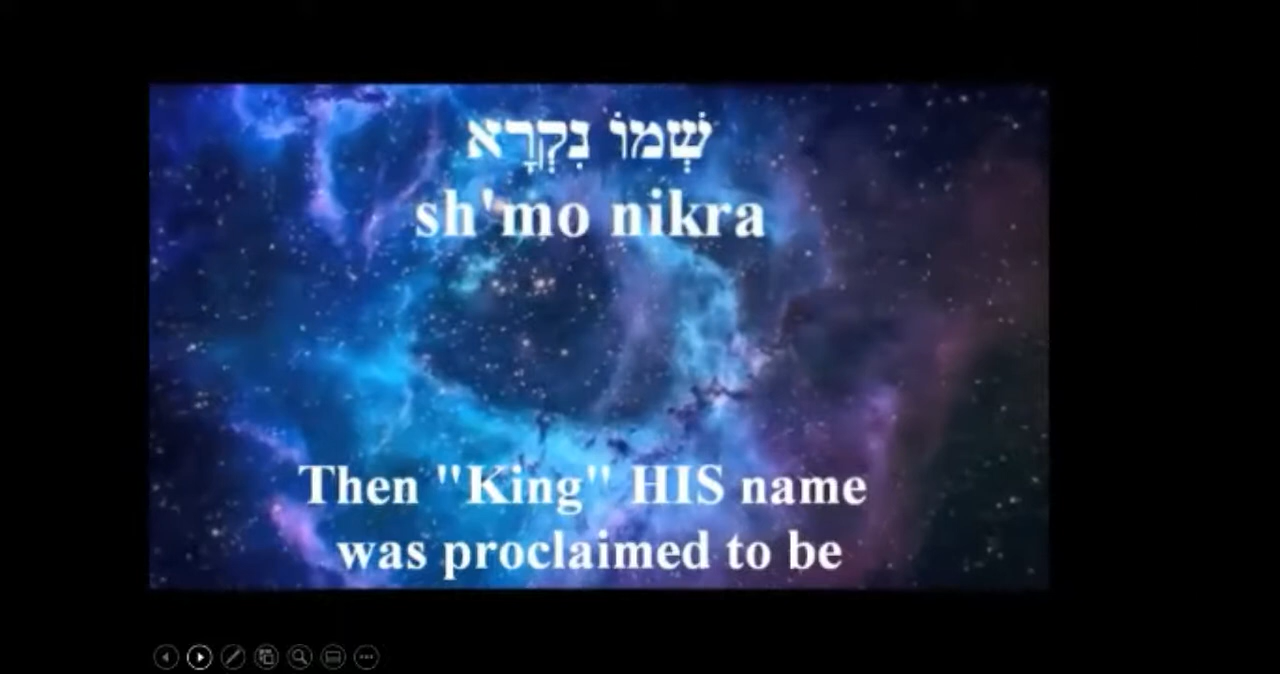 שְׁמוֹ נִקְרָא
sh'mo nikra
Then "King" HIS name
was proclaimed to be